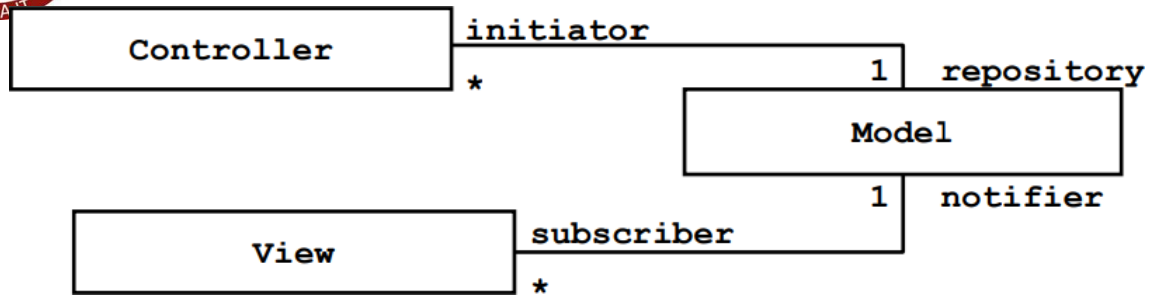 Controller
initiator
*
1
repository
Model
1
notifier
View
subscriber
*